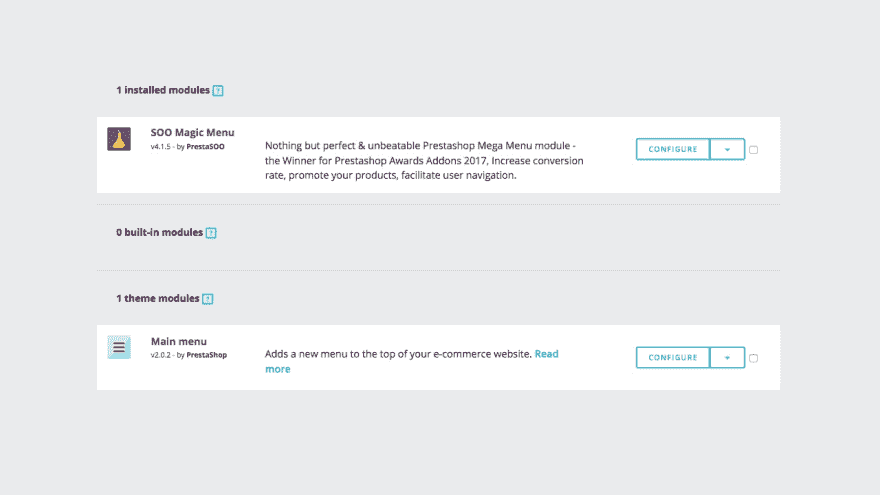 1 installed modules ?
SOO Magic Menu
v4.1.5 - by PrestaSOO
Nothing but perfect & unbeatable Prestashop Mega Menu module -
the Winner for Prestashop Awards Addons 2017, Increase conversion
rate, promote your products, facilitate user navigation.
CONFIGURE
0 built-in modules ?
1 theme modules ?
Main menu
v2.0.2 - by PrestaShop
Adds a new menu to the top of your e-commerce website. Read
more
CONFIGURE